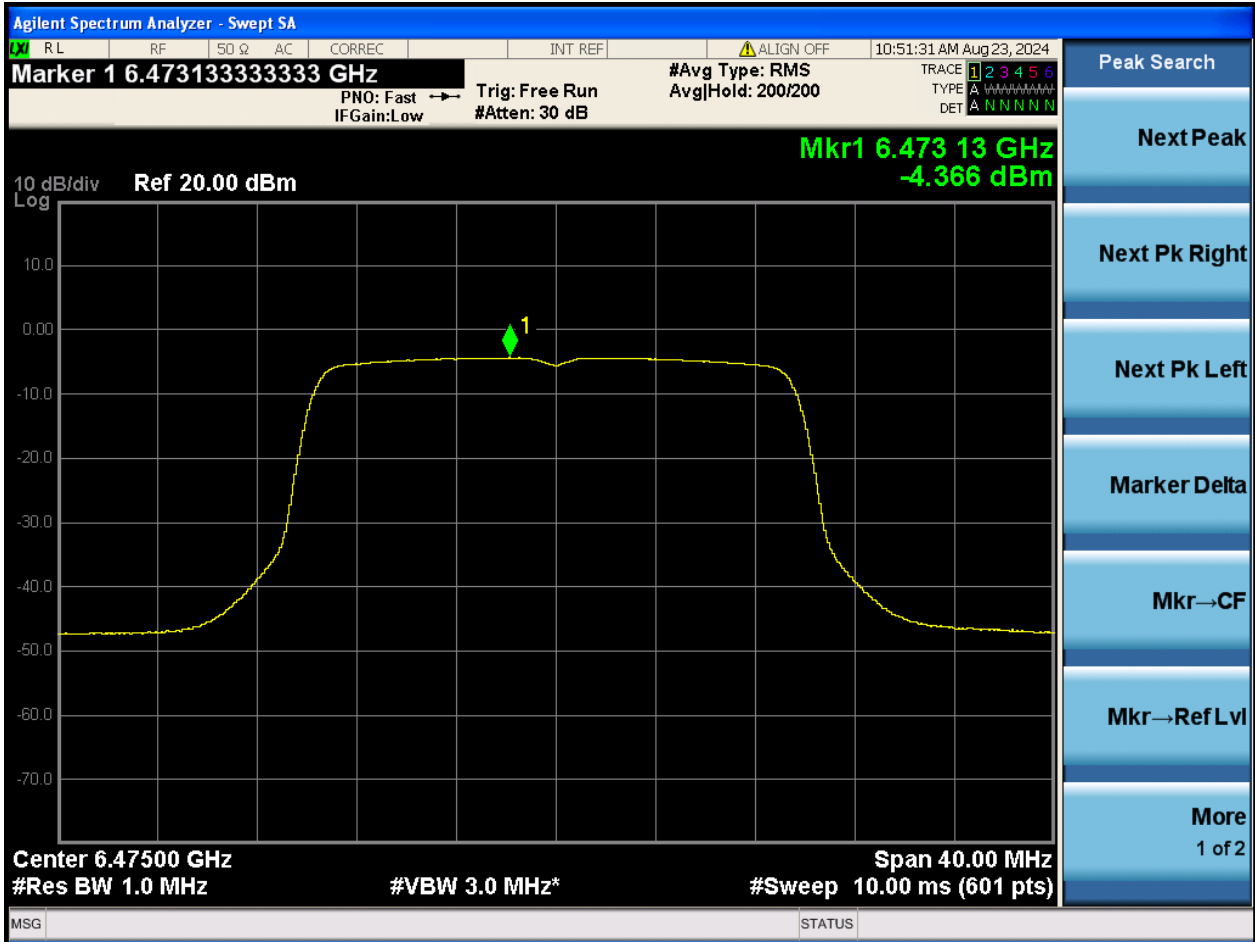 Agilent Spectrum Analyzer - Swept SA
LXI RL RF 50 Ω AC CORREC INT REF ALIGN OFF 10:51:31 AM Aug 23, 2024
Marker 1 6.473133333333 GHz
PNO: Fast
IFGain:Low
Trig: Free Run
#Atten: 30 dB
#Avg Type: RMS
Avg|Hold: 200/200
TRACE 1 2 3 4 5 6
TYPE A WWWWWW
DET A N N N N N
Mkr1 6.473 13 GHz
-4.366 dBm
10 dB/div Ref 20.00 dBm
Log
10.0
0.00
-10.0
-20.0
-30.0
-40.0
-50.0
-60.0
-70.0
1
Center 6.47500 GHz Span 40.00 MHz
#Res BW 1.0 MHz #VBW 3.0 MHz* #Sweep 10.00 ms (601 pts)
MSG STATUS
Peak Search
Next Peak
Next Pk Right
Next Pk Left
Marker Delta
Mkr→CF
Mkr→Ref Lvl
More
1 of 2